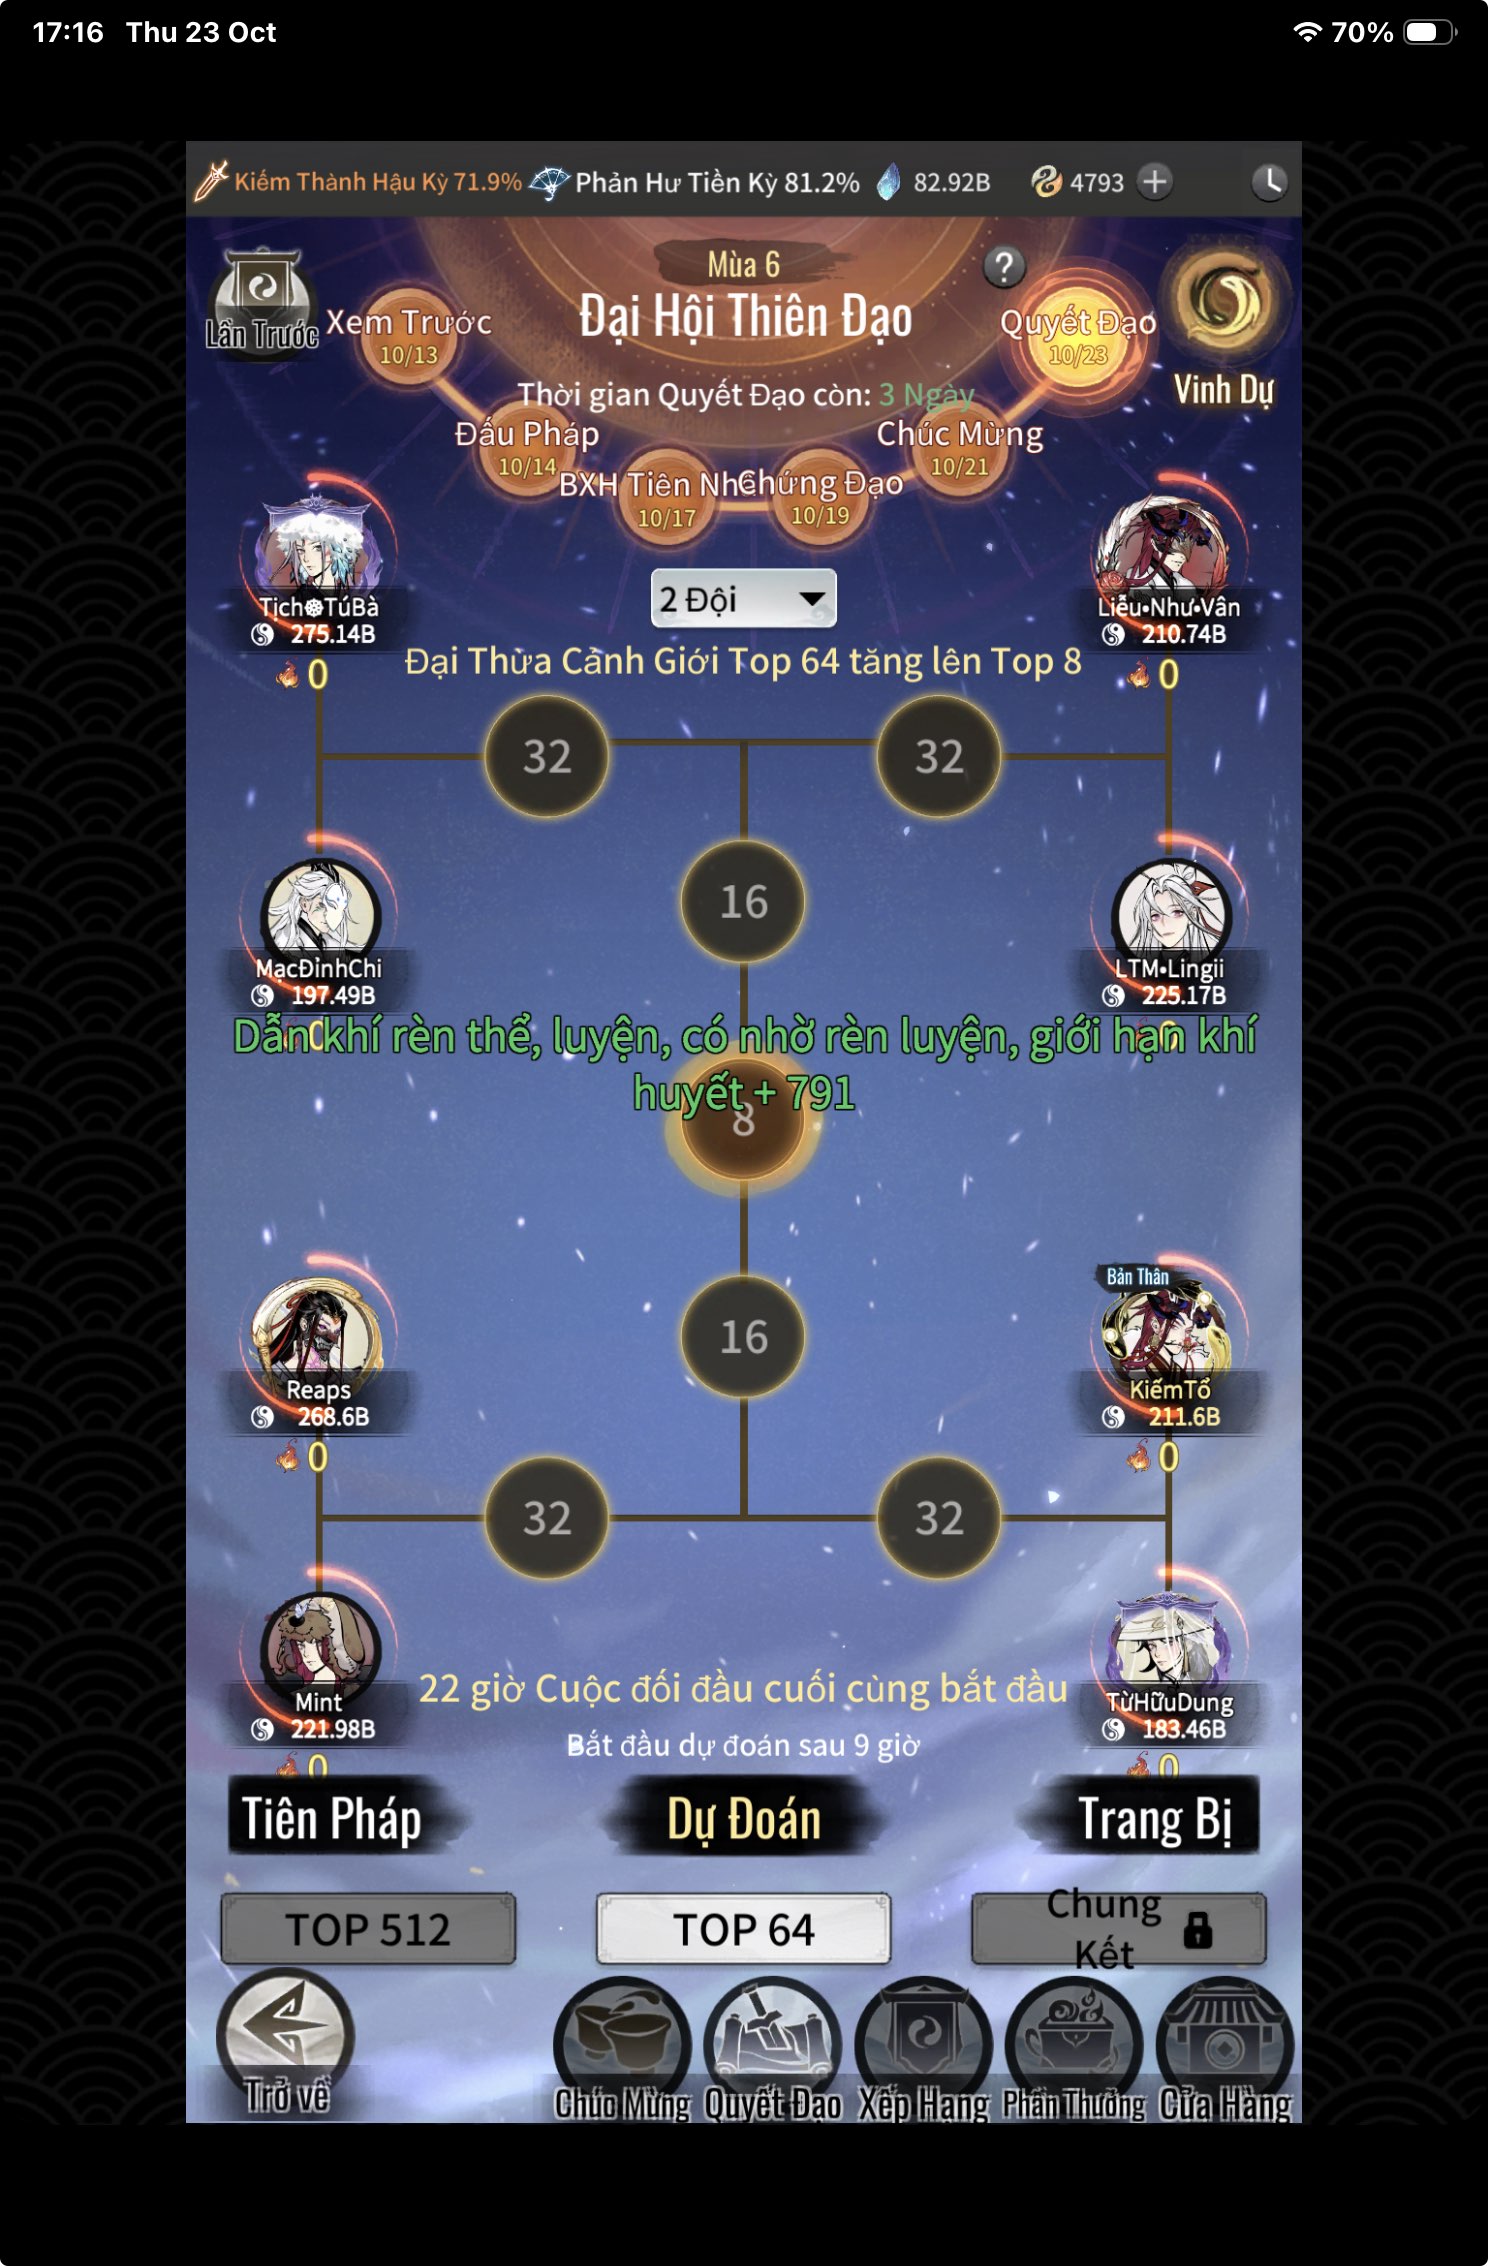 17:16 Thu 23 Oct 70%
Kiếm Thành Hậu Kỳ 71.9% Phản Hư Tiền Kỳ 81.2% 82.92B 4793
Mùa 6
Đại Hội Thiên Đạo
?
Lần Trước
Xem Trước
10/13
Quyết Đạo
10/23
Vinh Dự
Thời gian Quyết Đạo còn: 3 Ngày
Đấu Pháp
10/14
Chúc Mừng
10/21
BXH Tiên Nh
10/17
Chứng Đạo
10/19
Tịch☸TúBà
275.14B
0
2 Đội
Liễu•Như•Vân
210.74B
0
Đại Thừa Cảnh Giới Top 64 tăng lên Top 8
32
32
16
MạcĐỉnhChi
197.49B
0
LTM•Lingii
225.17B
0
Dẫn khí rèn thể, luyện, có nhờ rèn luyện, giới hạn khí
huyết + 791
8
16
Reaps
268.6B
0
Bản Thân
KiếmTổ
211.6B
0
32
32
Mint
221.98B
0
22 giờ Cuộc đối đầu cuối cùng bắt đầu
Bắt đầu dự đoán sau 9 giờ
TừHữuDung
183.46B
0
Tiên Pháp
Dự Đoán
Trang Bị
TOP 512
TOP 64
Chung
Kết
Trở về
Chúc Mừng
Quyết Đạo
Xếp Hạng
Phần Thưởng
Cửa Hàng